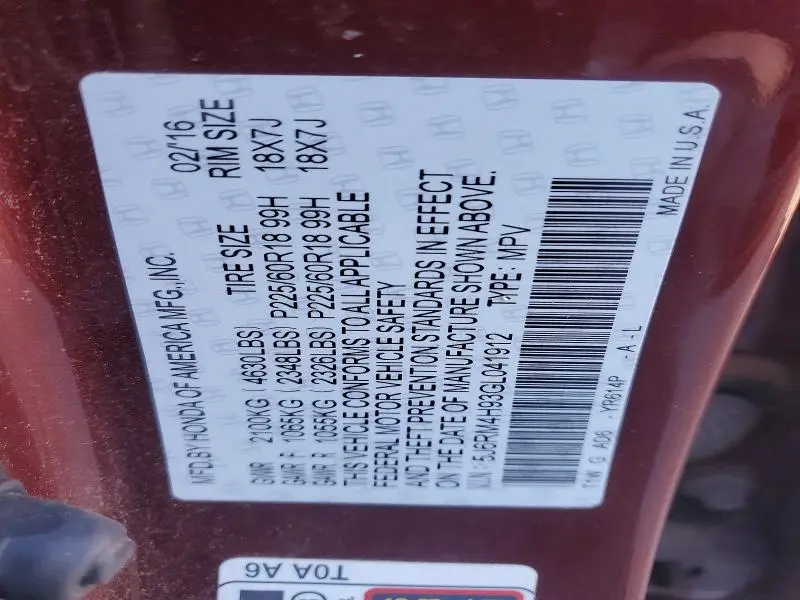 MFD.BY HONDA OF AMERICA MFG.,INC. 02/'16
GVWR 2100KG 4630LBS) TIRE SIZE RIM SIZE
GAWR F 1065KG 2348LBS) P225/60R18 99H 18X7J
GAWR R 1055KG 2326LBS) P225/60R18 99H 18X7J
THIS VEHICLE CONFORMS TO ALL APPLICABLE
FEDERAL MOTOR VEHICLE SAFETY
AND THEFT PREVENTION STANDARDS IN EFFECT
ON THE DATE OF MANUFACTURE SHOWN ABOVE.
V.I.N: 5J6RM4H93GL041912 TYPE: MPV
T1W G A06 YR614P -A-L MADE IN U.S.A.
T0A A6